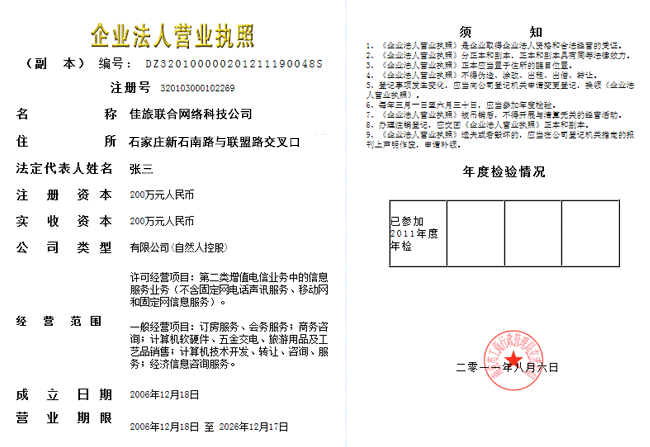 企业法人营业执照
（副　本） 编号： DZ320100000201211190048S
注册号 320103000102269
名称 佳旅联合网络科技公司
住所 石家庄新石南路与联盟路交叉口
法定代表人姓名 张三
注册资本 200万元人民币
实收资本 200万元人民币
公司类型 有限公司(自然人控股)
许可经营项目：第二类增值电信业务中的信息
服务业务（不含固定网电话声讯服务、移动网
和固定网信息服务）。
经营范围
一般经营项目：订房服务、会务服务；商务咨
询；计算机软硬件、五金交电、旅游用品及工
艺品销售；计算机技术开发、转让、咨询、服
务；经济信息咨询服务。
成立日期 2006年12月18日
营业期限 2006年12月18日 至 2026年12月17日
须　知
1、《企业法人营业执照》是企业取得企业法人资格和合法经营的凭证。
2、《企业法人营业执照》分正本和副本，正本和副本具有同等法律效力。
3、《企业法人营业执照》正本应当置于住所的醒目位置。
4、《企业法人营业执照》不得伪造、涂改、出租、出借、转让。
5、登记事项发生变化，应当向公司登记机关申请变更登记，换领《企业法
人营业执照》。
6、每年三月一日至六月三十日，应当参加年度检验。
7、《企业法人营业执照》被吊销后，不得开展与清算无关的经营活动。
8、办理注销登记，应交回《企业法人营业执照》正本和副本。
9、《企业法人营业执照》遗失或者毁坏的，应当在公司登记机关指定的报
刊上声明作废，申请补领。
年度检验情况
已参加
2011年度
年检
二零一一年八月六日